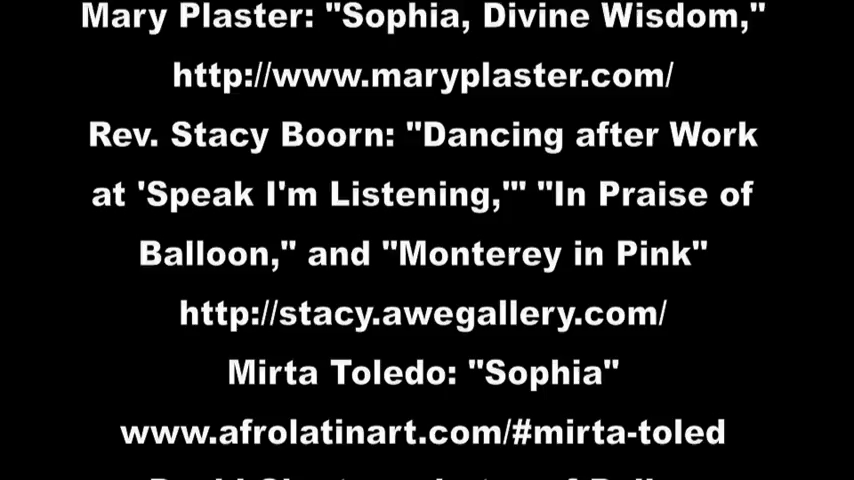 Mary Plaster: "Sophia, Divine Wisdom,"
http://www.maryplaster.com/
Rev. Stacy Boorn: "Dancing after Work
at 'Speak I'm Listening,'" "In Praise of
Balloon," and "Monterey in Pink"
http://stacy.awegallery.com/
Mirta Toledo: "Sophia"
www.afrolatinart.com/#mirta-toled